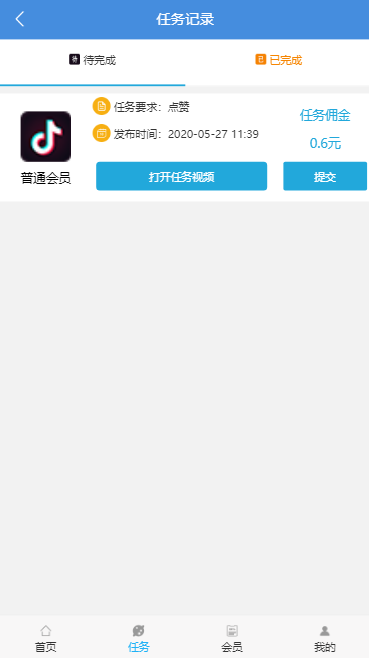 任务记录
待完成
已完成
任务要求：点赞
发布时间：2020-05-27 11:39
任务佣金
0.6元
普通会员
打开任务视频
提交
首页
任务
会员
我的